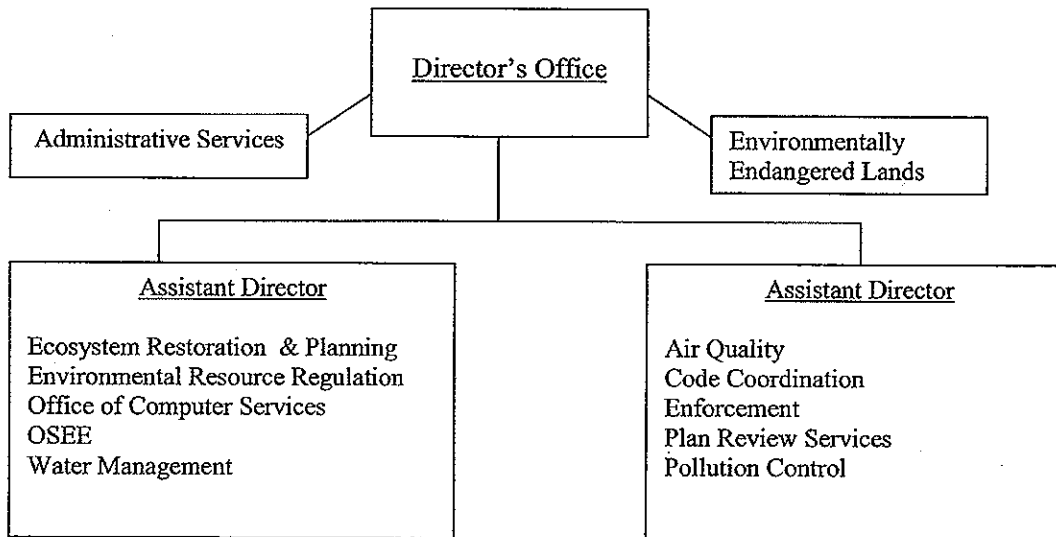 Director's Office
Administrative Services
Environmentally
Endangered Lands
Assistant Director
Ecosystem Restoration & Planning
Environmental Resource Regulation
Office of Computer Services
OSEE
Water Management
Assistant Director
Air Quality
Code Coordination
Enforcement
Plan Review Services
Pollution Control